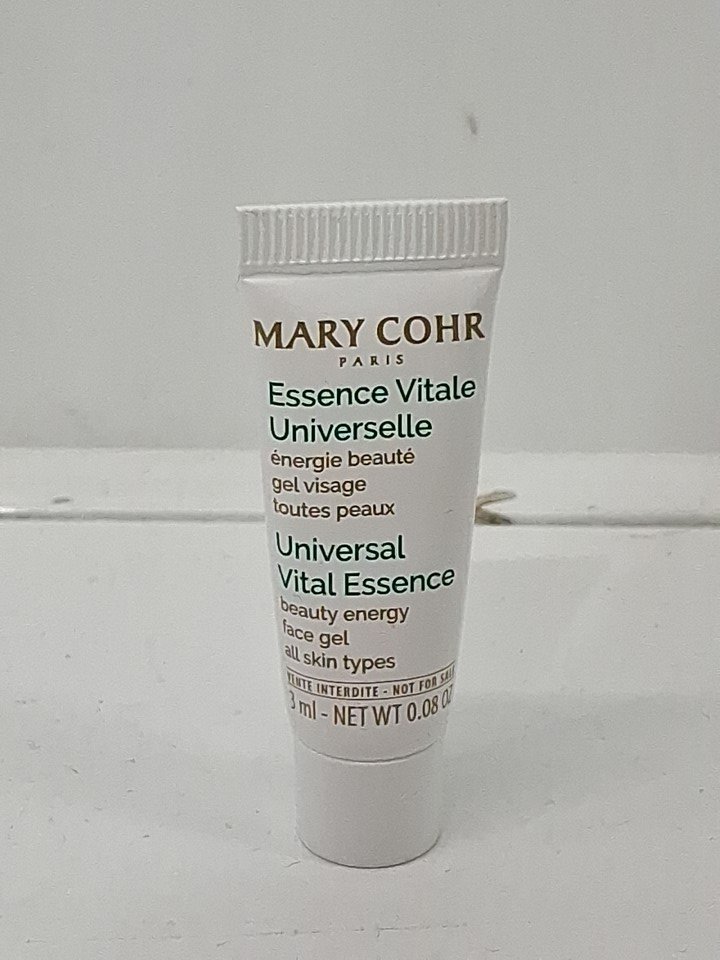 MARY COHR
PARIS
Essence Vitale
Universelle
énergie beauté
gel visage
toutes peaux
Universal
Vital Essence
beauty energy
face gel
all skin types
VENTE INTERDITE - NOT FOR SALE
3 ml - NET WT 0.08 OZ